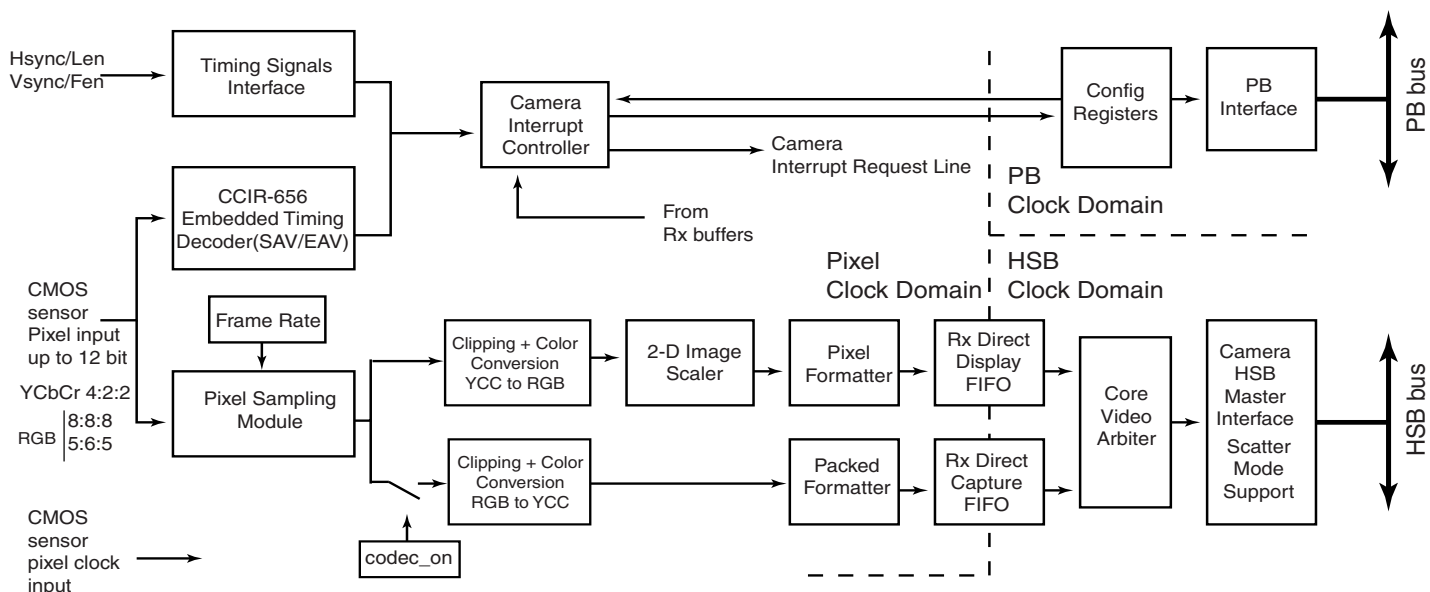 Hsync/Len
Vsync/Fen
Timing Signals
Interface
CCIR-656
Embedded Timing
Decoder(SAV/EAV)
Camera
Interrupt
Controller
Camera
Interrupt Request Line
From
Rx buffers
Config
Registers
PB
Interface
PB bus
PB
Clock Domain
Pixel
Clock Domain
HSB
Clock Domain
CMOS
sensor
Pixel input
up to 12 bit
YCbCr 4:2:2
RGB
8:8:8
5:6:5
Frame Rate
Pixel Sampling
Module
Clipping + Color
Conversion
YCC to RGB
2-D Image
Scaler
Pixel
Formatter
Rx Direct
Display
FIFO
Clipping + Color
Conversion
RGB to YCC
Packed
Formatter
Rx Direct
Capture
FIFO
Core
Video
Arbiter
Camera
HSB
Master
Interface
Scatter
Mode
Support
HSB bus
codec_on
CMOS
sensor
pixel clock
input